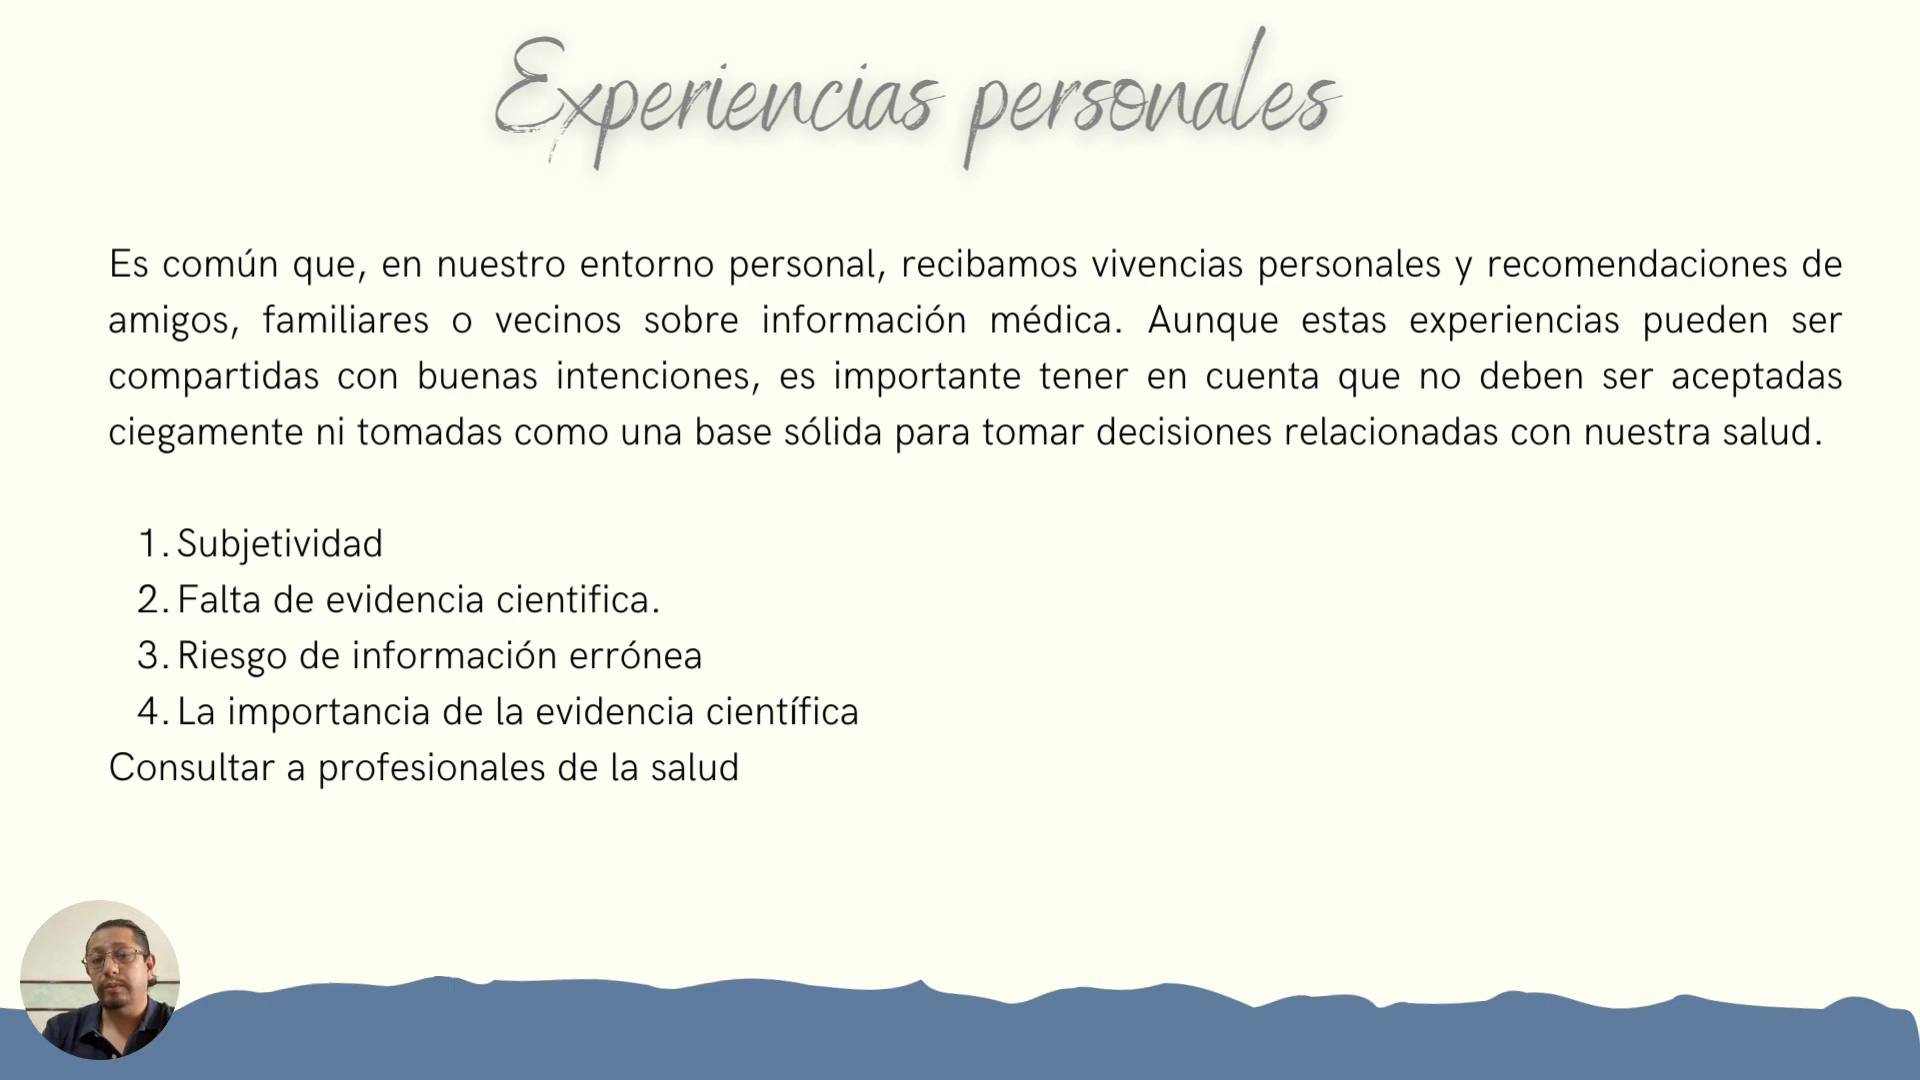 Experiencias personales
Es común que, en nuestro entorno personal, recibamos vivencias personales y recomendaciones de
amigos, familiares o vecinos sobre información médica. Aunque estas experiencias pueden ser
compartidas con buenas intenciones, es importante tener en cuenta que no deben ser aceptadas
ciegamente ni tomadas como una base sólida para tomar decisiones relacionadas con nuestra salud.
1. Subjetividad
2. Falta de evidencia cientifica.
3. Riesgo de información errónea
4. La importancia de la evidencia científica
Consultar a profesionales de la salud